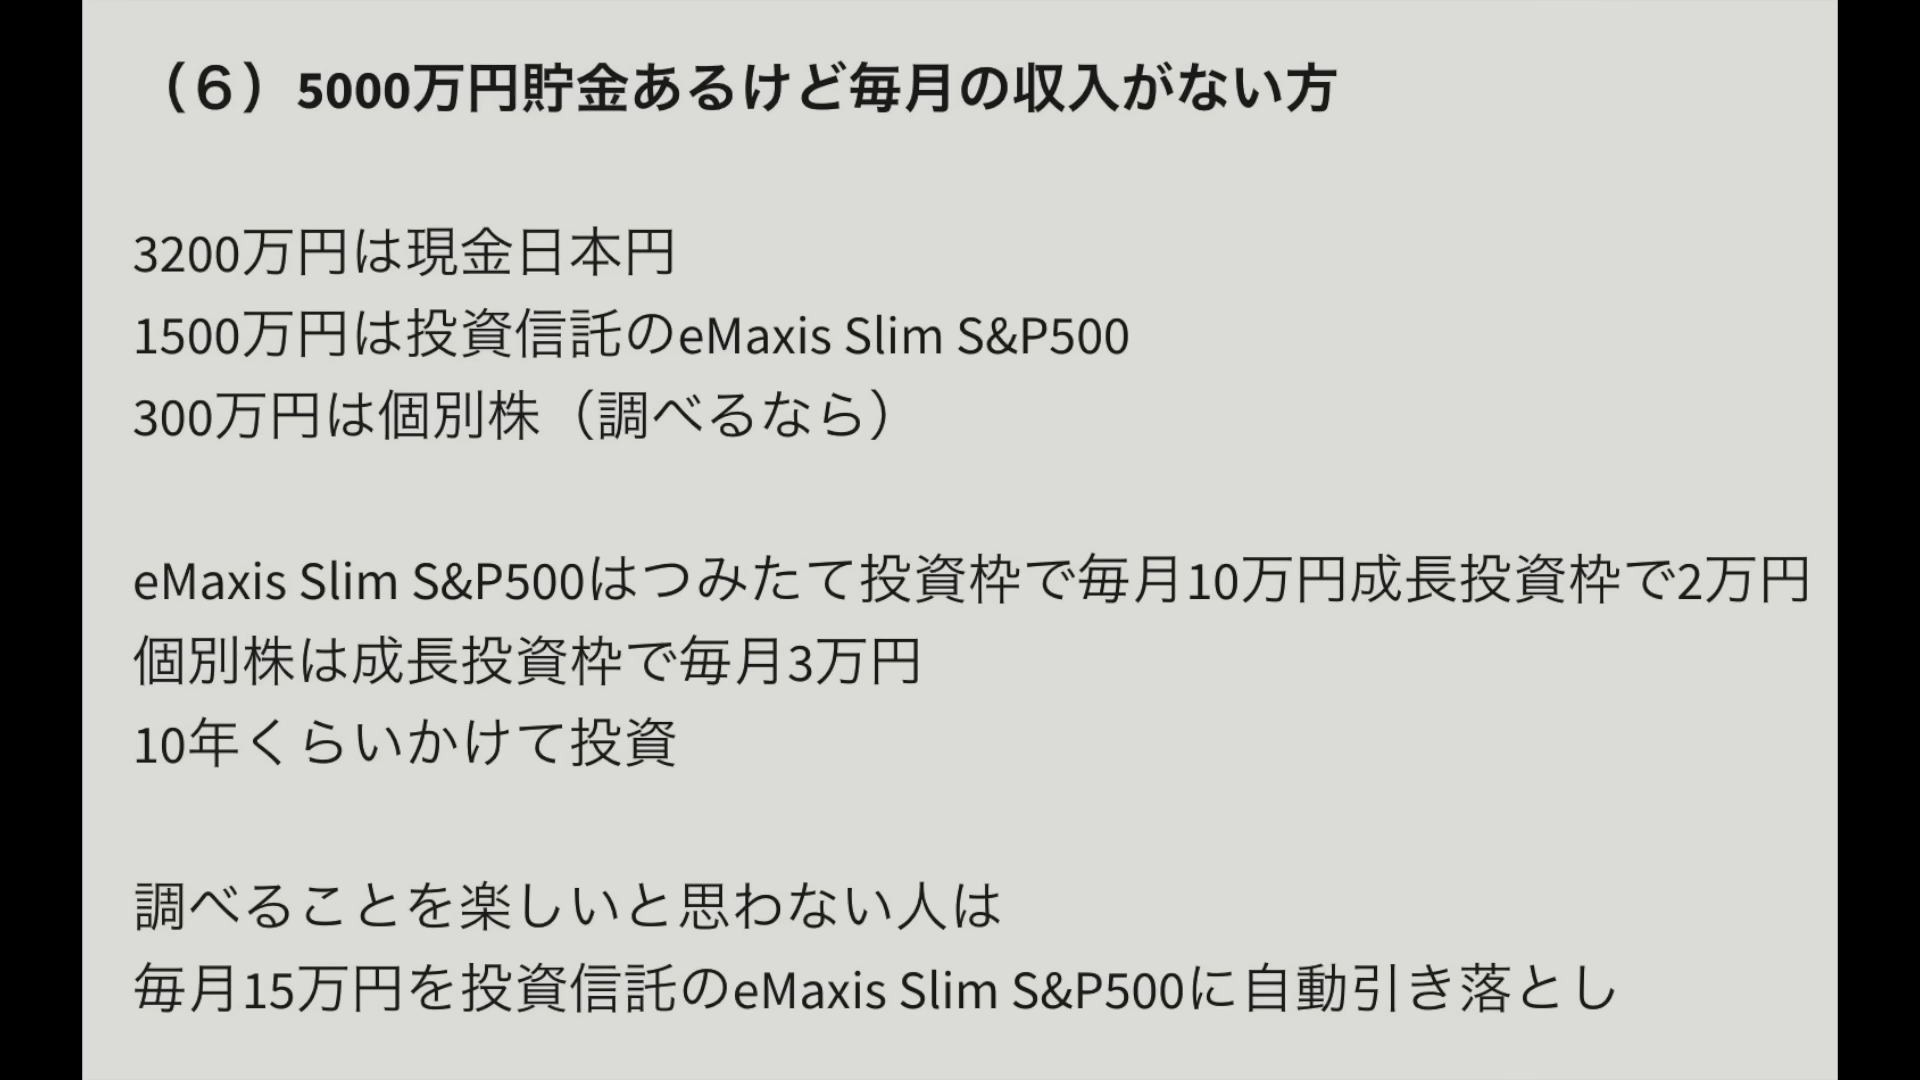 （６）5000万円貯金あるけど毎月の収入がない方
3200万円は現金日本円
1500万円は投資信託のeMaxis Slim S&P500
300万円は個別株（調べるなら）
eMaxis Slim S&P500はつみたて投資枠で毎月10万円成長投資枠で2万円
個別株は成長投資枠で毎月3万円
10年くらいかけて投資
調べることを楽しいと思わない人は
毎月15万円を投資信託のeMaxis Slim S&P500に自動引き落とし